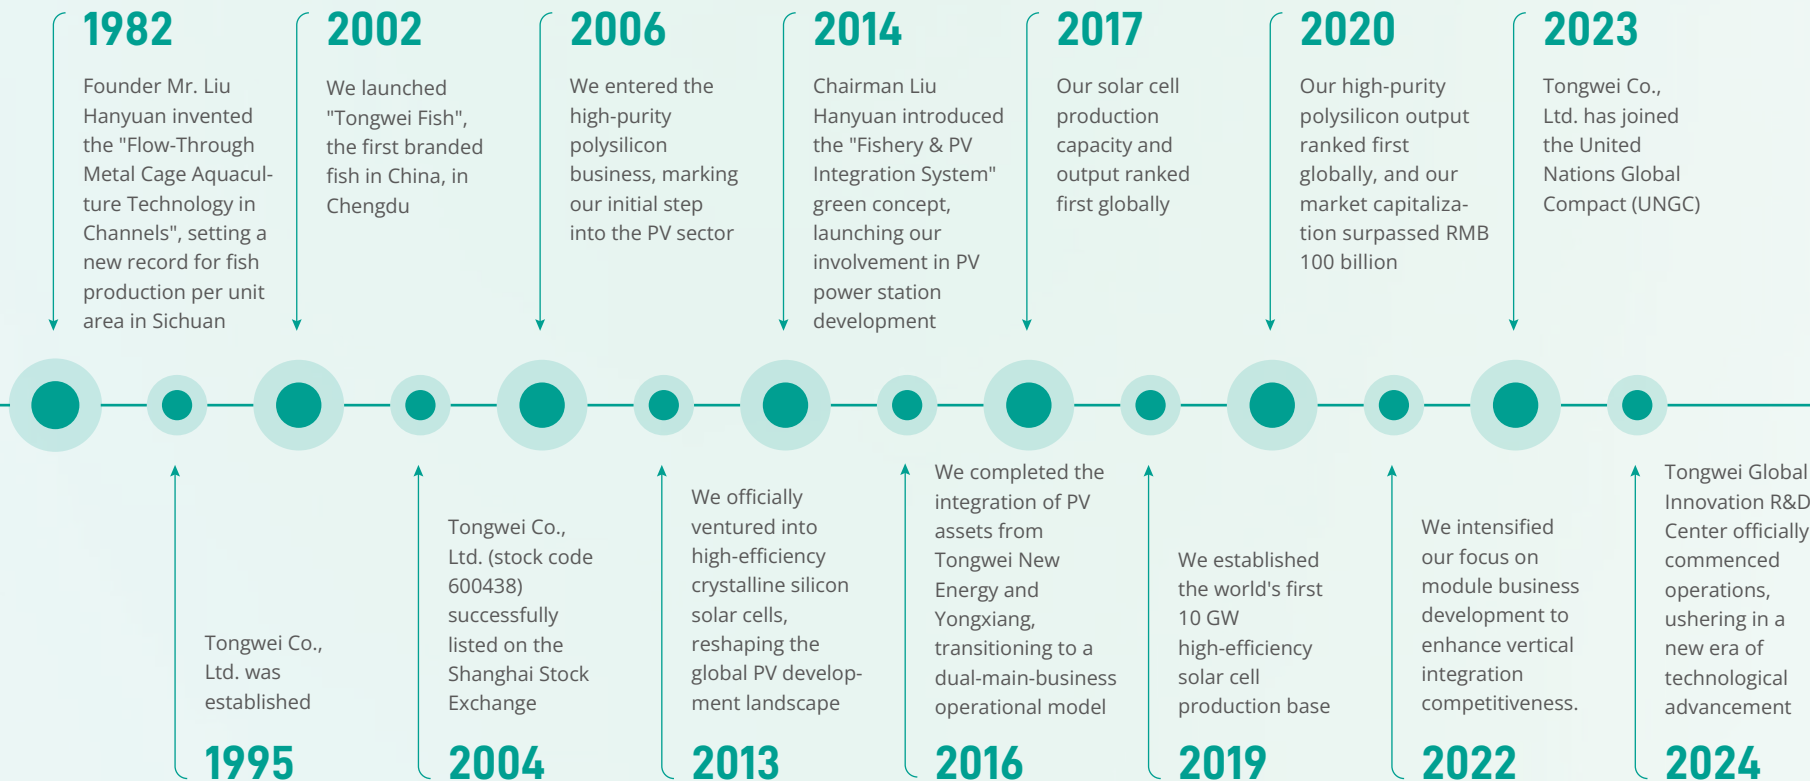 1982
Founder Mr. Liu
Hanyuan invented
the "Flow-Through
Metal Cage Aquacul-
ture Technology in
Channels", setting a
new record for fish
production per unit
area in Sichuan
2002
We launched
"Tongwei Fish",
the first branded
fish in China, in
Chengdu
2006
We entered the
high-purity
polysilicon
business, marking
our initial step
into the PV sector
2014
Chairman Liu
Hanyuan introduced
the "Fishery & PV
Integration System"
green concept,
launching our
involvement in PV
power station
development
2017
Our solar cell
production
capacity and
output ranked
first globally
2020
Our high-purity
polysilicon output
ranked first
globally, and our
market capitaliza-
tion surpassed RMB
100 billion
2023
Tongwei Co.,
Ltd. has joined
the United
Nations Global
Compact (UNGC)
Tongwei Co.,
Ltd. was
established
1995
Tongwei Co.,
Ltd. (stock code
600438)
successfully
listed on the
Shanghai Stock
Exchange
2004
We officially
ventured into
high-efficiency
crystalline silicon
solar cells,
reshaping the
global PV develop-
ment landscape
2013
We completed the
integration of PV
assets from
Tongwei New
Energy and
Yongxiang,
transitioning to a
dual-main-business
operational model
2016
We established
the world's first
10 GW
high-efficiency
solar cell
production base
2019
We intensified
our focus on
module business
development to
enhance vertical
integration
competitiveness.
2022
Tongwei Global
Innovation R&D
Center officially
commenced
operations,
ushering in a
new era of
technological
advancement
2024